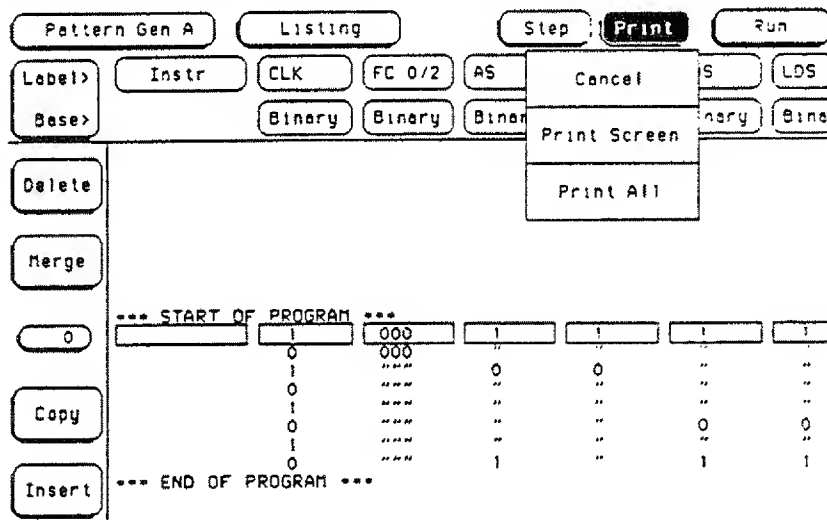 Pattern Gen A Listing Step Print Run
Label> Instr CLK FC 0/2 AS Cancel S LDS
Base> Binary Binary Binar Print Screen nary Bina
Delete Print All
Merge
*** START OF PROGRAM ***
0 1 000 1 1 1 1
0 000 " " " "
1 """ 0 0 " "
0 """ " " " "
1 """ " " " "
Copy 0 """ " " 0 0
1 """ " " " "
0 """ 1 " 1 1
Insert *** END OF PROGRAM ***